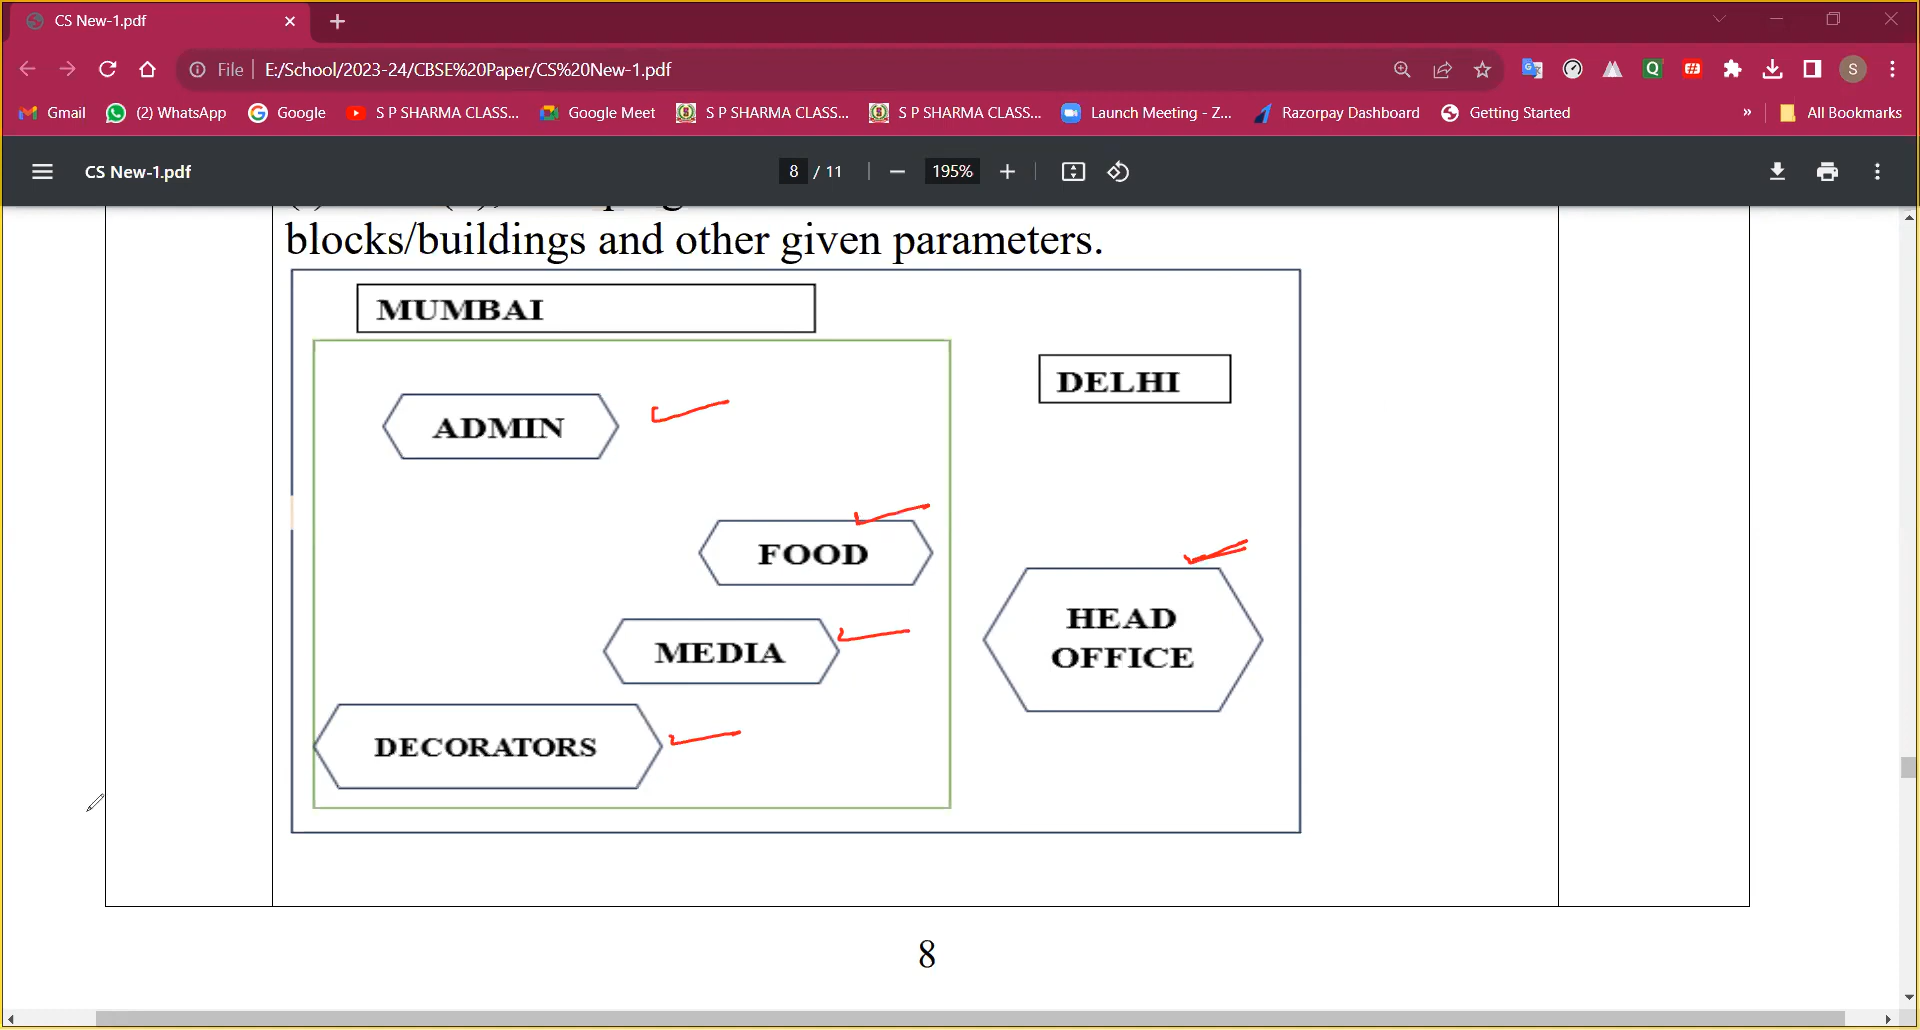 CS New-1.pdf
File
E:/School/2023-24/CBSE%20Paper/CS%20New-1.pdf
S
Gmail
(2) WhatsApp
Google
S P SHARMA CLASS...
Google Meet
S P SHARMA CLASS...
S P SHARMA CLASS...
Launch Meeting - Z...
Razorpay Dashboard
Getting Started
»
All Bookmarks
CS New-1.pdf
8 / 11
195%
blocks/buildings and other given parameters.
MUMBAI
DELHI
ADMIN
FOOD
HEAD
OFFICE
MEDIA
DECORATORS
8